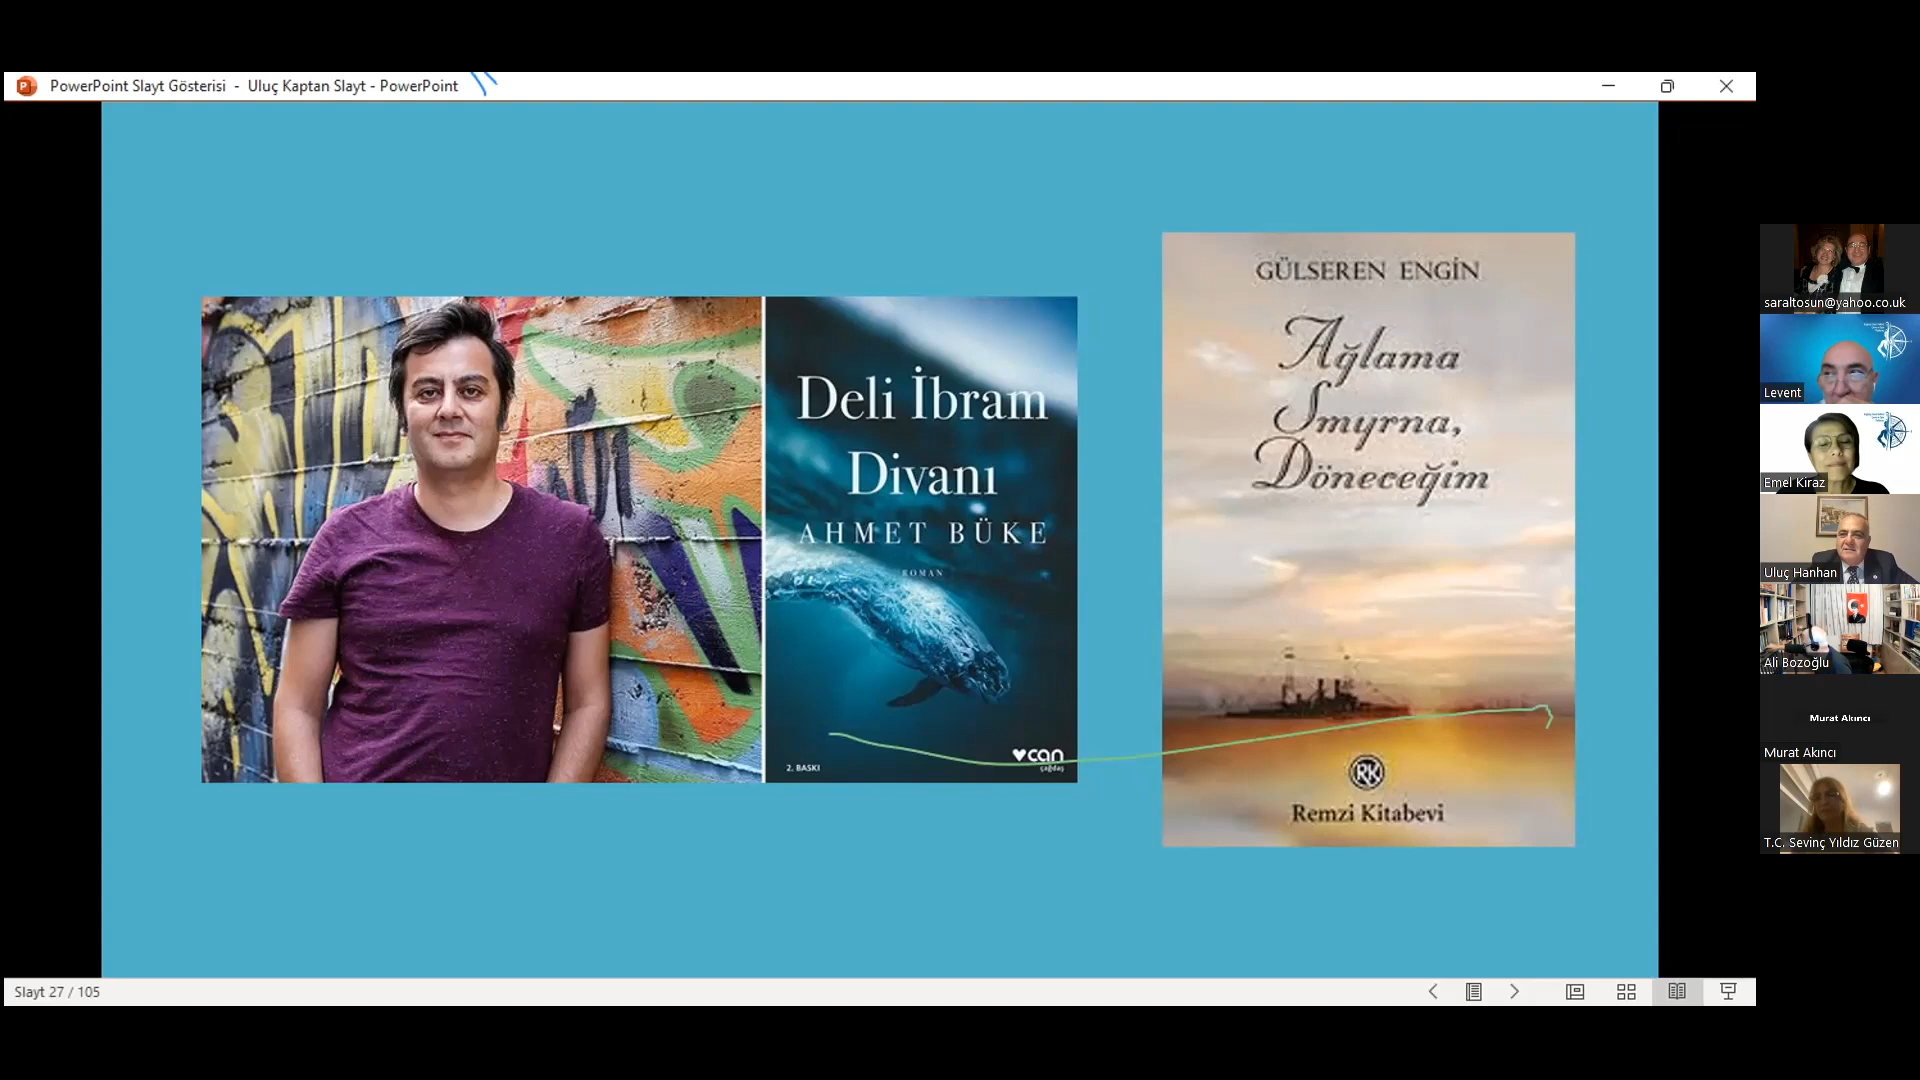 PowerPoint Slayt Gösterisi - Uluç Kaptan Slayt - PowerPoint
Deli İbram
Divanı
AHMET BÜKE
ROMAN
2. BASKI
can
çağdaş
GÜLSEREN ENGİN
Ağlama
Smyrna,
Döneceğim
RK
Remzi Kitabevi
saraltosun@yahoo.co.uk
Levent
Emel Kiraz
Uluç Hanhan
Ali Bozoğlu
Murat Akıncı
Murat Akıncı
T.C. Sevinç Yıldız Güzen
Slayt 27 / 105